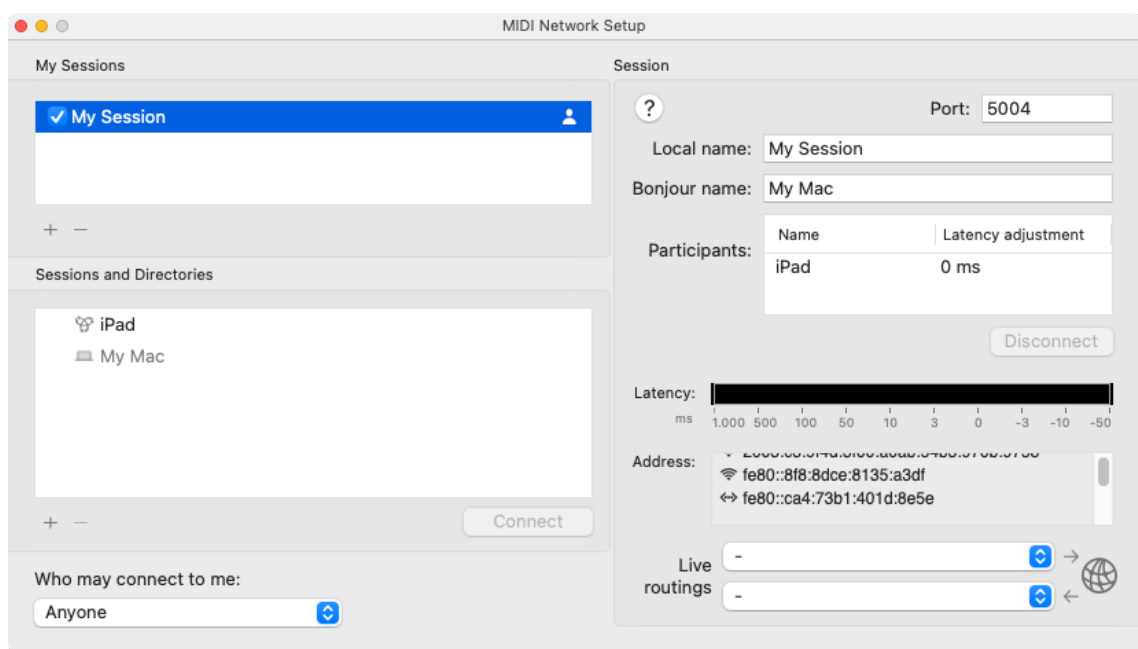 MIDI Network Setup
My Sessions
My Session
+ −
Sessions and Directories
iPad
My Mac
+ −
Connect
Who may connect to me:
Anyone
Session
?
Port: 5004
Local name: My Session
Bonjour name: My Mac
Participants:
Name Latency adjustment
iPad 0 ms
Disconnect
Latency:
ms 1.000 500 100 50 10 3 0 -3 -10 -50
Address:
fe80::8f8:8dce:8135:a3df
fe80::ca4:73b1:401d:8e5e
Live
routings
-
-